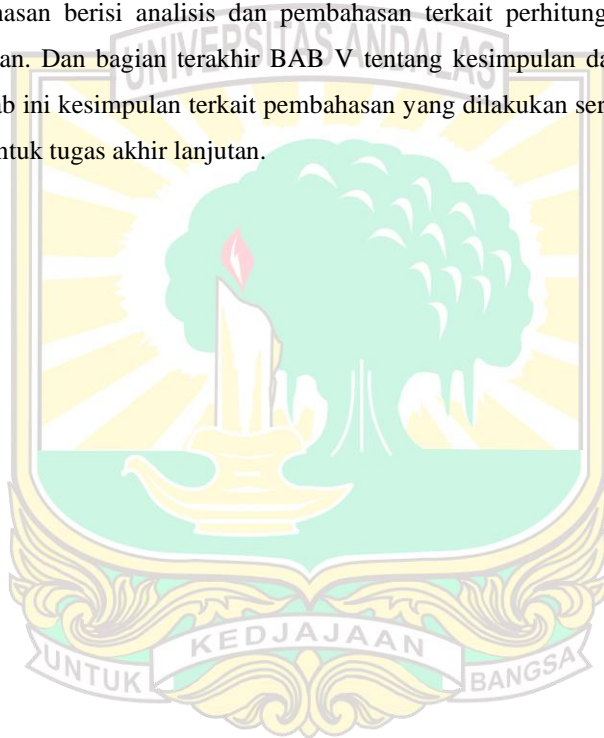 hasan berisi analisis dan pembahasan terkait perhitung
an. Dan bagian terakhir BAB V tentang kesimpulan da
UNIVERSITAS ANDALAS
ab ini kesimpulan terkait pembahasan yang dilakukan ser
ntuk tugas akhir lanjutan.
UNTUK KEDJAJAAN BANGSA